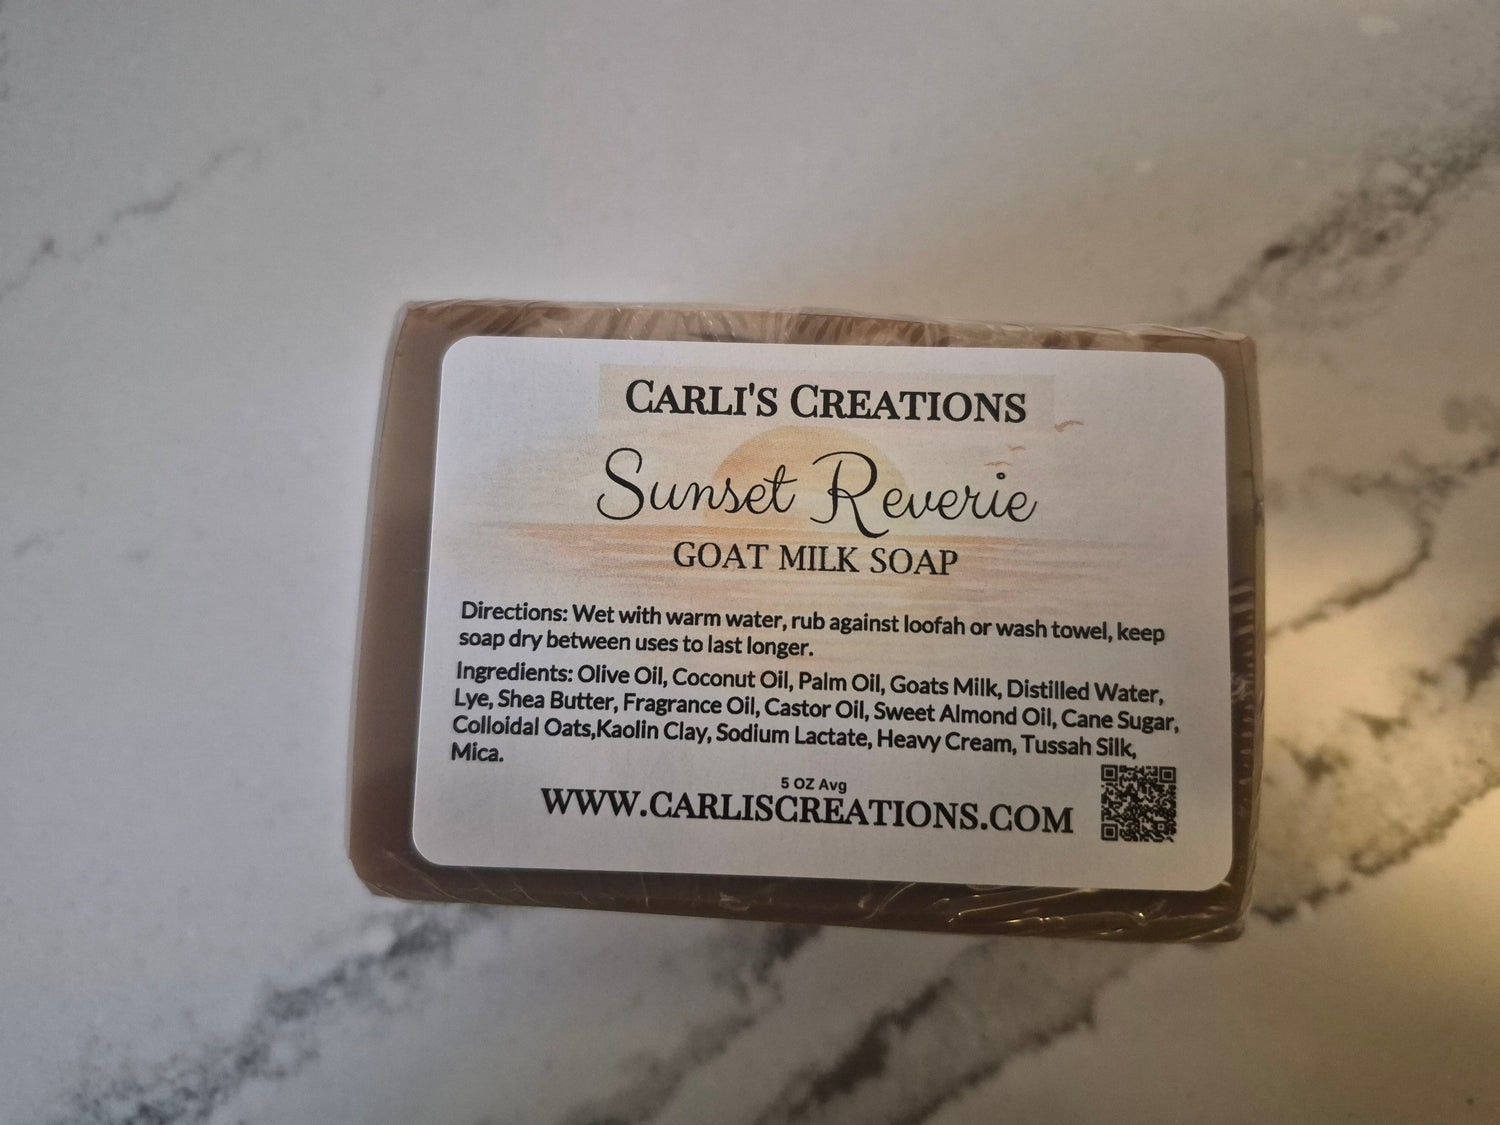 CARLI'S CREATIONS
Sunset Reverie
GOAT MILK SOAP
Directions: Wet with warm water, rub against loofah or wash towel, keep
soap dry between uses to last longer.
Ingredients: Olive Oil, Coconut Oil, Palm Oil, Goats Milk, Distilled Water,
Lye, Shea Butter, Fragrance Oil, Castor Oil, Sweet Almond Oil, Cane Sugar,
Colloidal Oats,Kaolin Clay, Sodium Lactate, Heavy Cream, Tussah Silk,
Mica.
5 OZ Avg
WWW.CARLISCREATIONS.COM